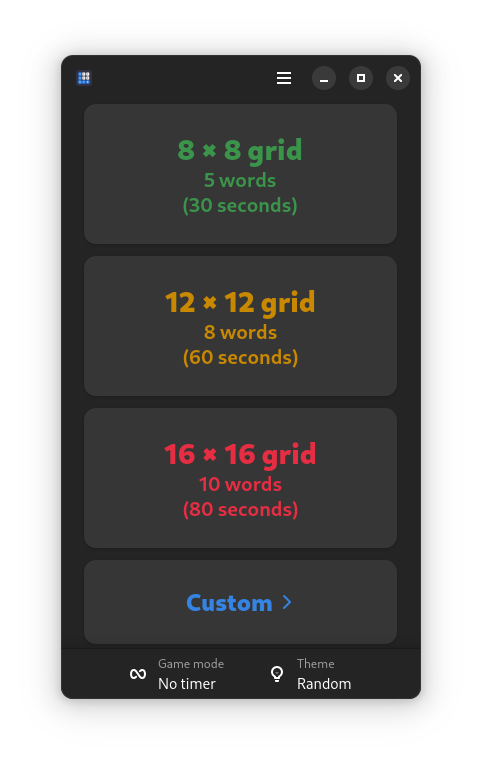 8 × 8 grid
5 words
(30 seconds)
12 × 12 grid
8 words
(60 seconds)
16 × 16 grid
10 words
(80 seconds)
Custom
Game mode
No timer
Theme
Random